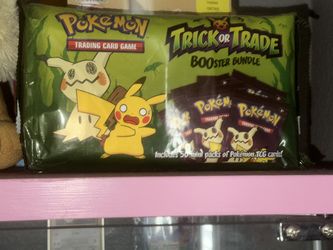 POKÉMON
TRADING CARD GAME
TRICK OR TRADE
BOOSTER BUNDLE
POKÉMON
POKÉMON
Includes 50 mini packs of Pokémon TCG cards!